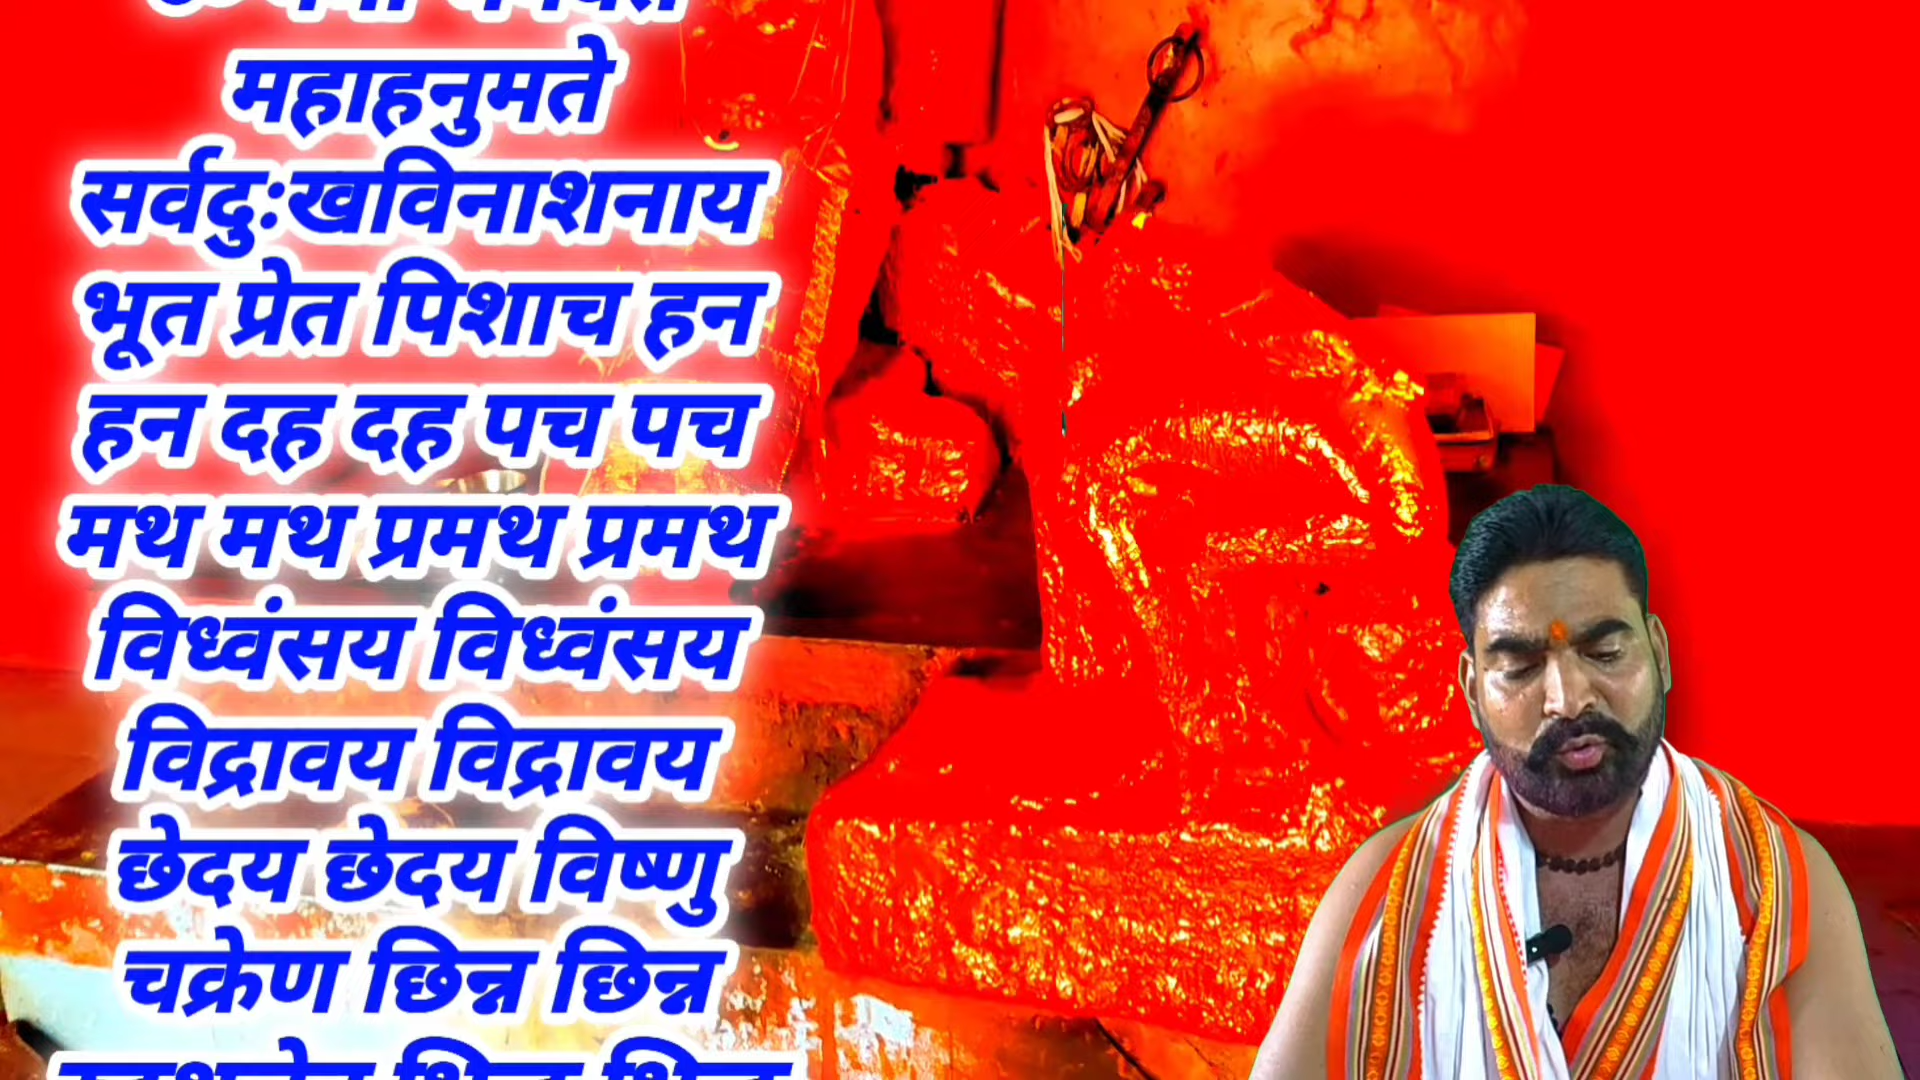 महाहनुमते
सर्वदुःखविनाशनाय
भूत प्रेत पिशाच हन
हन दह दह पच पच
मथ मथ प्रमथ प्रमथ
विध्वंसय विध्वंसय
विद्रावय विद्रावय
छेदय छेदय विष्णु
चक्रेण छिन्न छिन्न